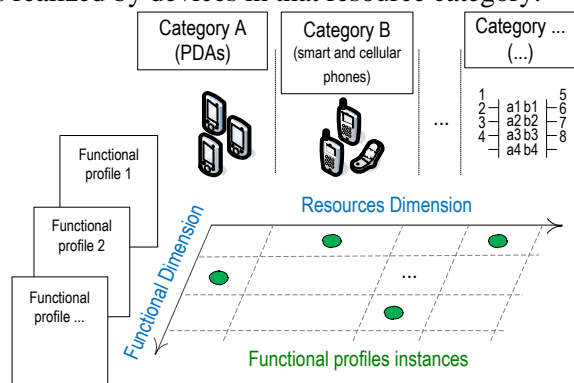 realized by devices in that resource category.
Category A
(PDAs)
Category B
(smart and cellular
phones)
Category ...
(...)
...
1
2
3
4
a1 b1
a2 b2
a3 b3
a4 b4
5
6
7
8
Functional
profile 1
Functional
profile 2
Functional
profile ...
Resources Dimension
Functional Dimension
...
Functional profiles instances